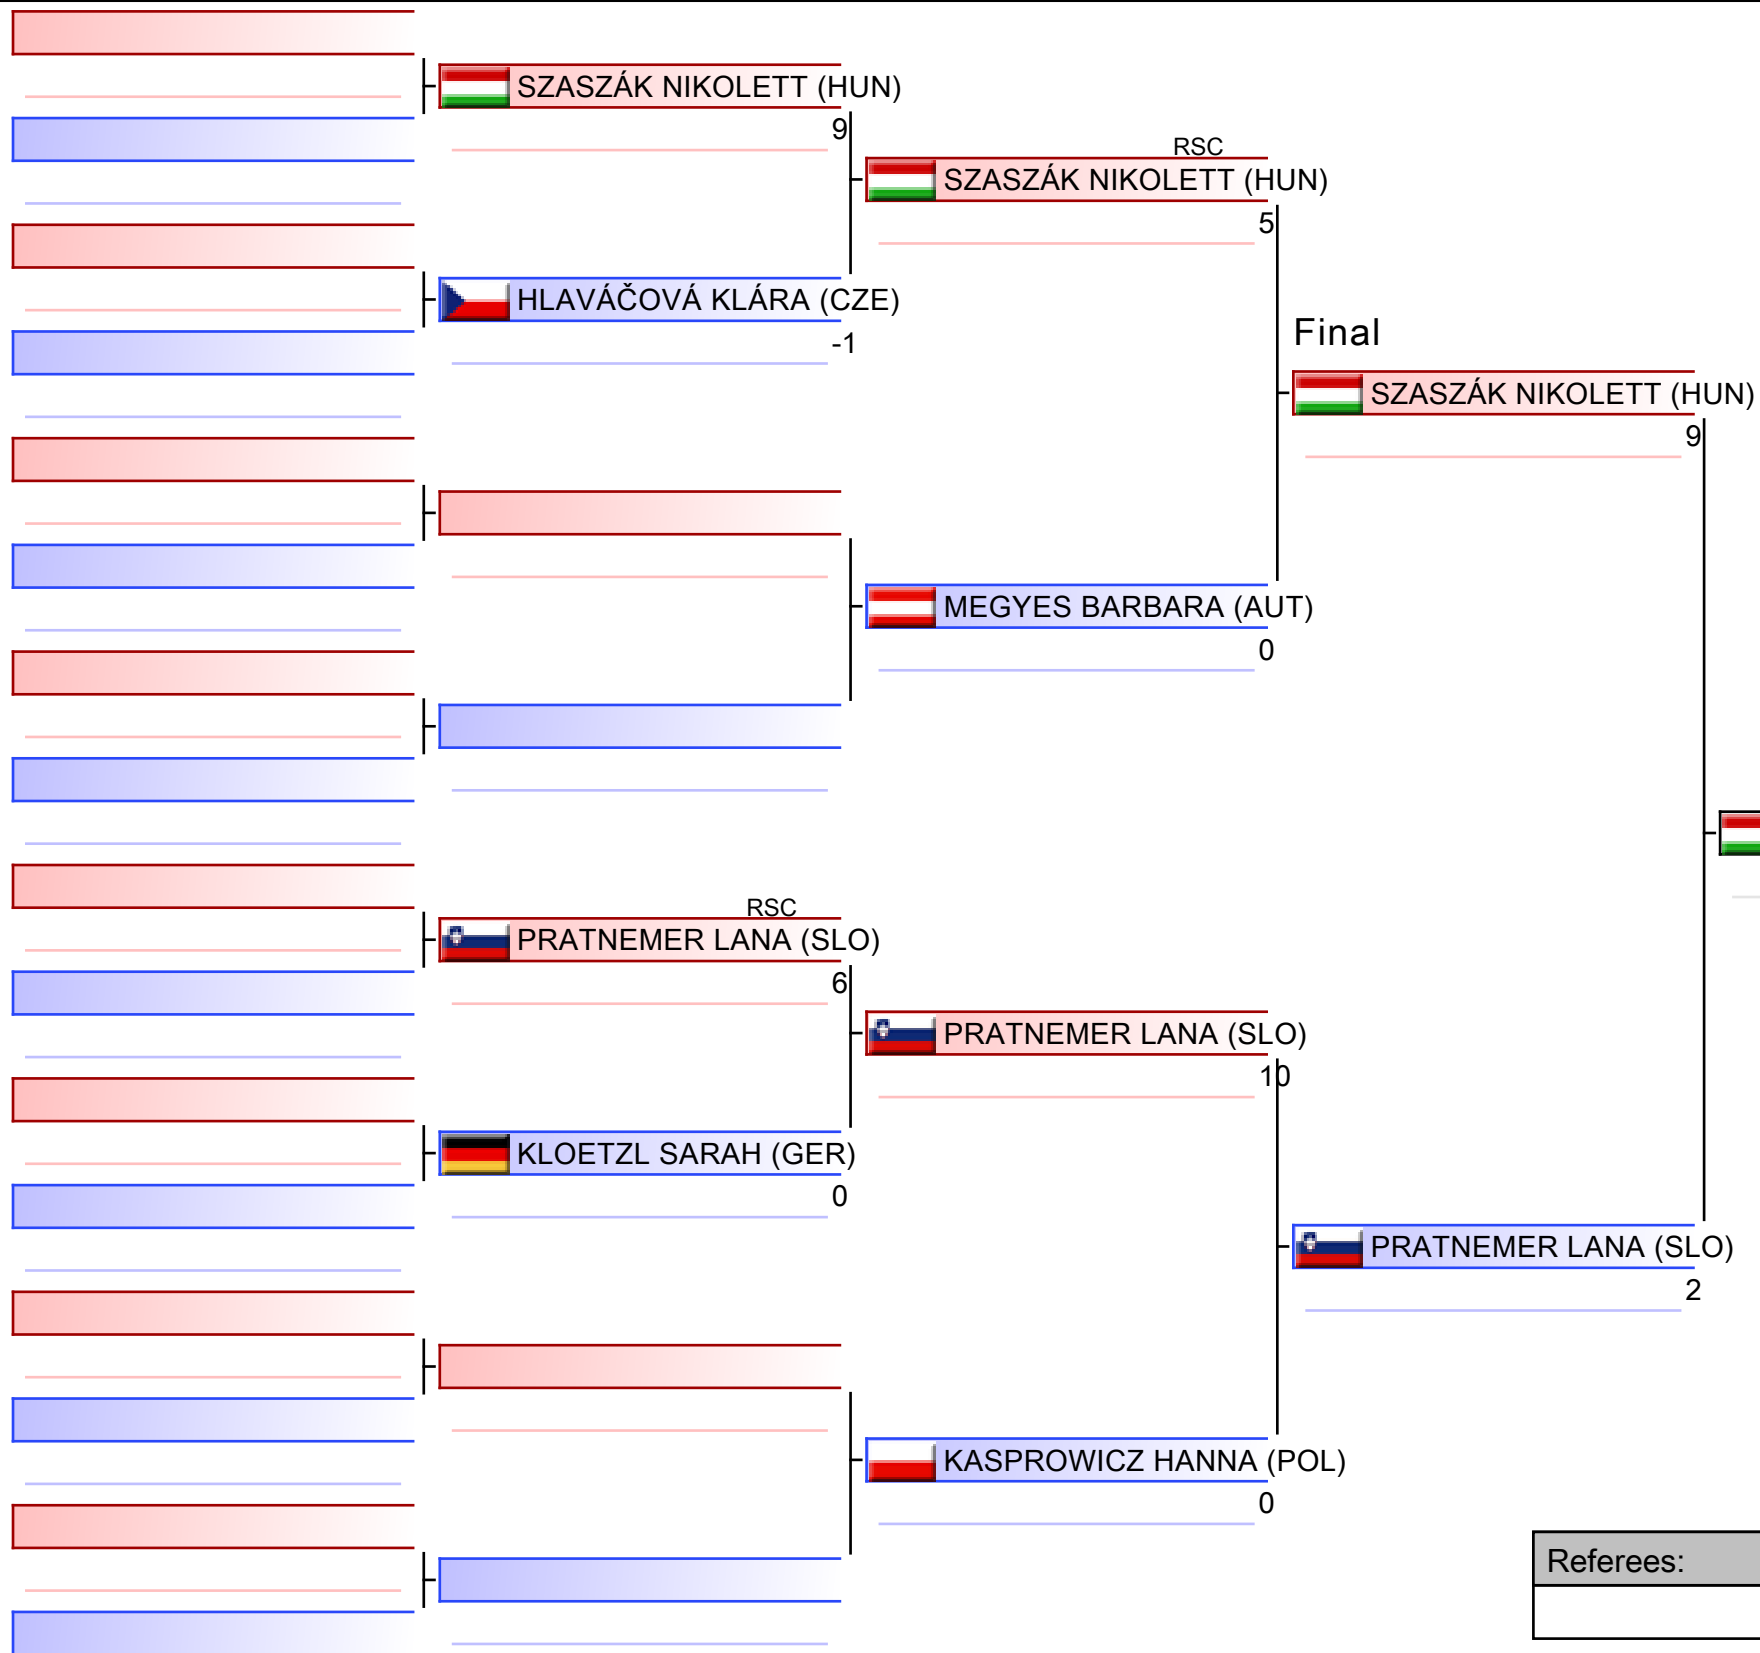 SZASZÁK NIKOLETT (HUN)
9
HLAVÁČOVÁ KLÁRA (CZE)
-1
RSC
SZASZÁK NIKOLETT (HUN)
5
MEGYES BARBARA (AUT)
0
Final
SZASZÁK NIKOLETT (HUN)
9
RSC
PRATNEMER LANA (SLO)
6
KLOETZL SARAH (GER)
0
PRATNEMER LANA (SLO)
10
KASPROWICZ HANNA (POL)
0
PRATNEMER LANA (SLO)
2
Referees: